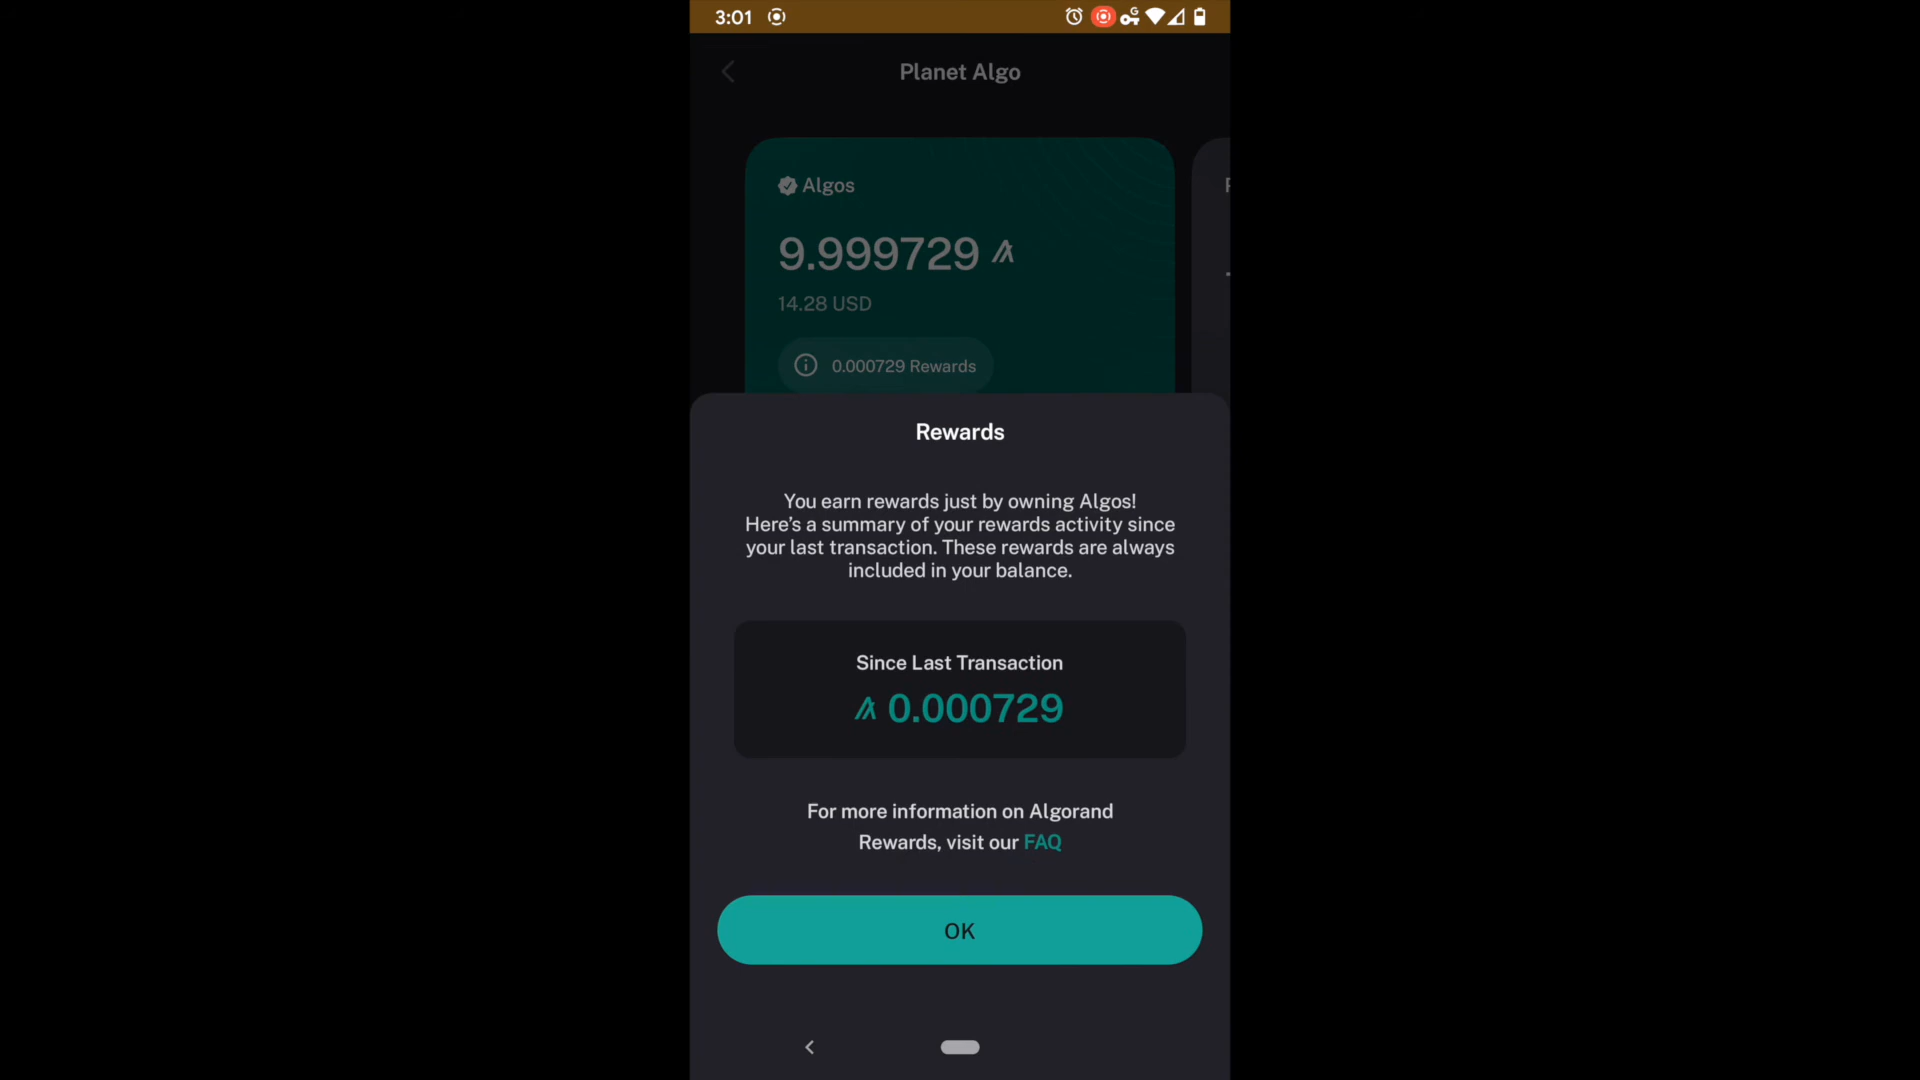 3:01
Planet Algo
Algos
9.999729
14.28 USD
0.000729 Rewards
Rewards
You earn rewards just by owning Algos!
Here’s a summary of your rewards activity since
your last transaction. These rewards are always
included in your balance.
Since Last Transaction
0.000729
For more information on Algorand
Rewards, visit our FAQ
OK